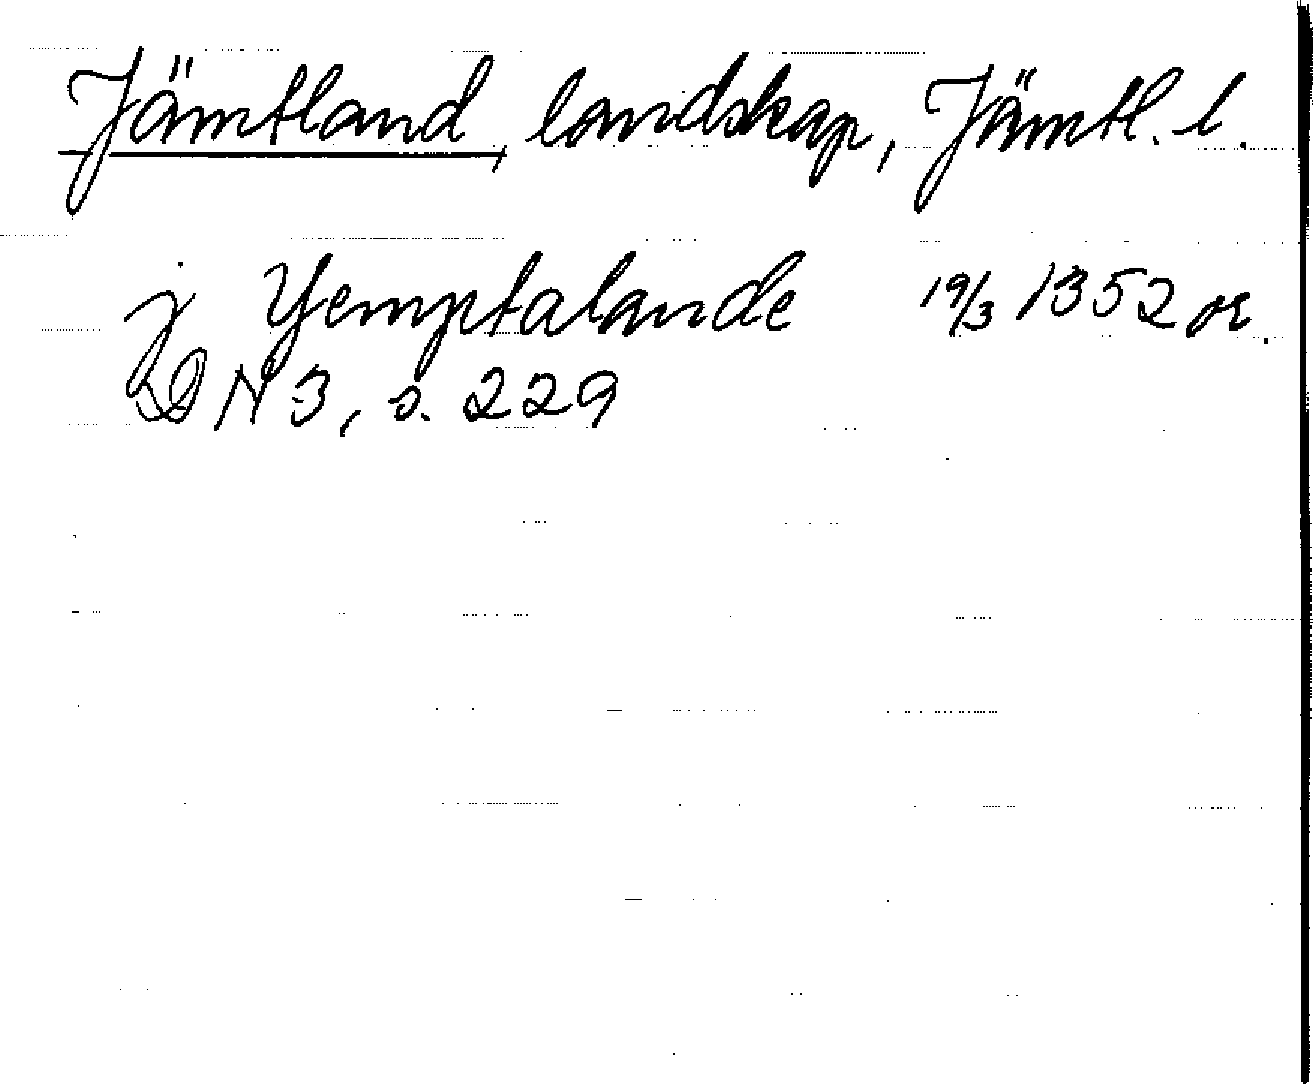 Jämtland, landskap, Jämtl. l.
j Yemptalande 19/3 1352 or.
DN 3, s. 229